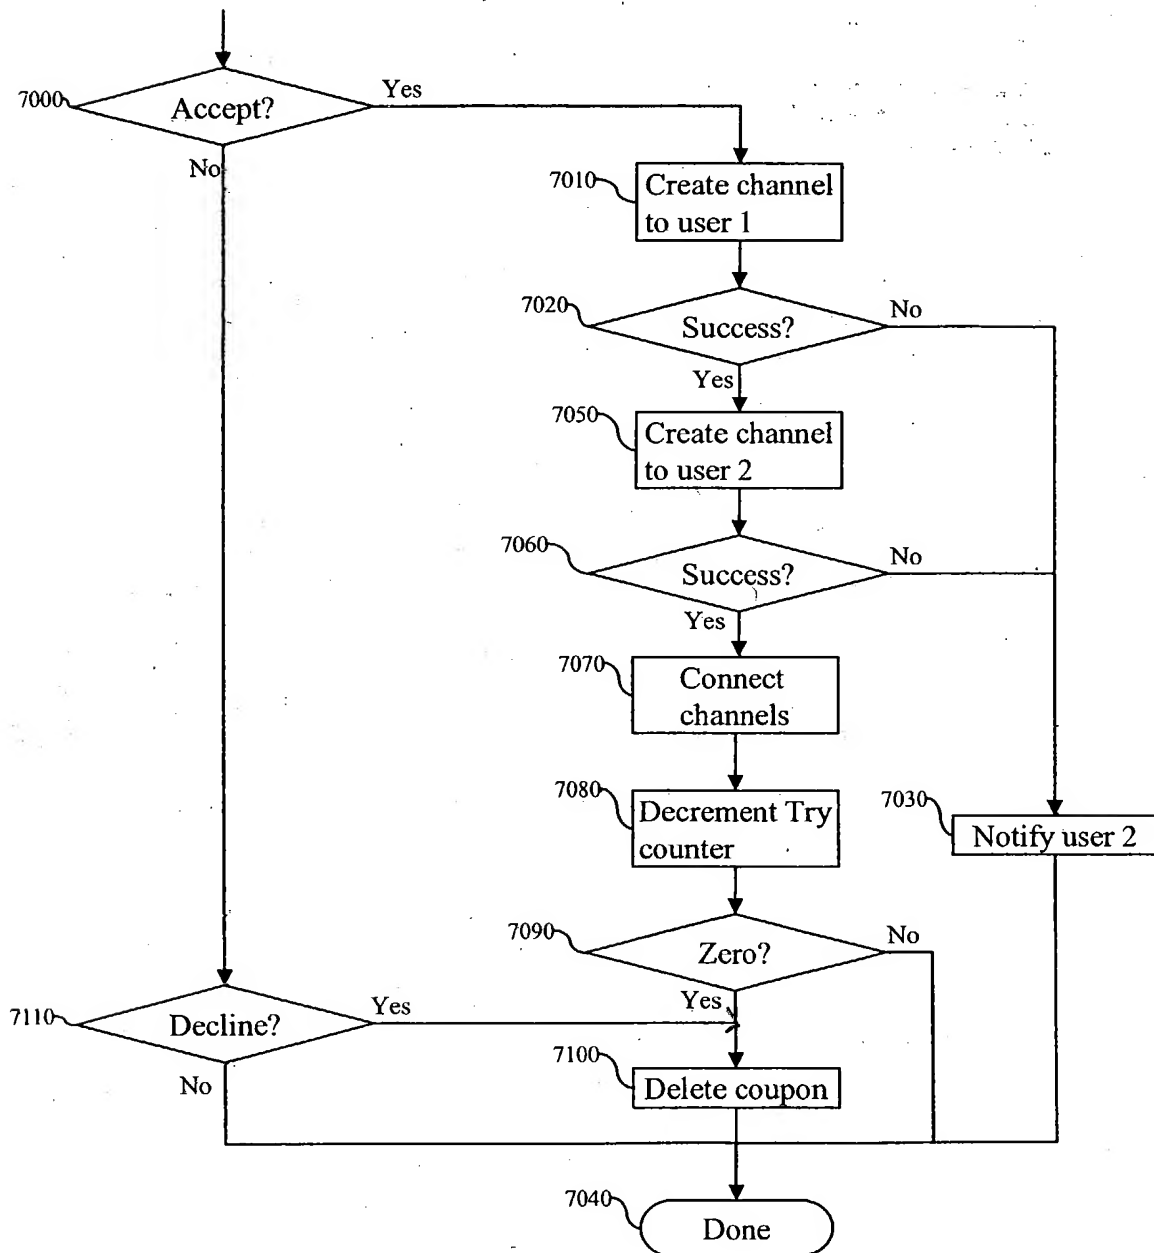 7000
Accept?
Yes
No
7010
Create channel
to user 1
7020
Success?
No
Yes
7050
Create channel
to user 2
7060
Success?
No
Yes
7070
Connect
channels
7080
Decrement Try
counter
7030
Notify user 2
7090
Zero?
No
Yes
7110
Decline?
Yes
No
7100
Delete coupon
7040
Done